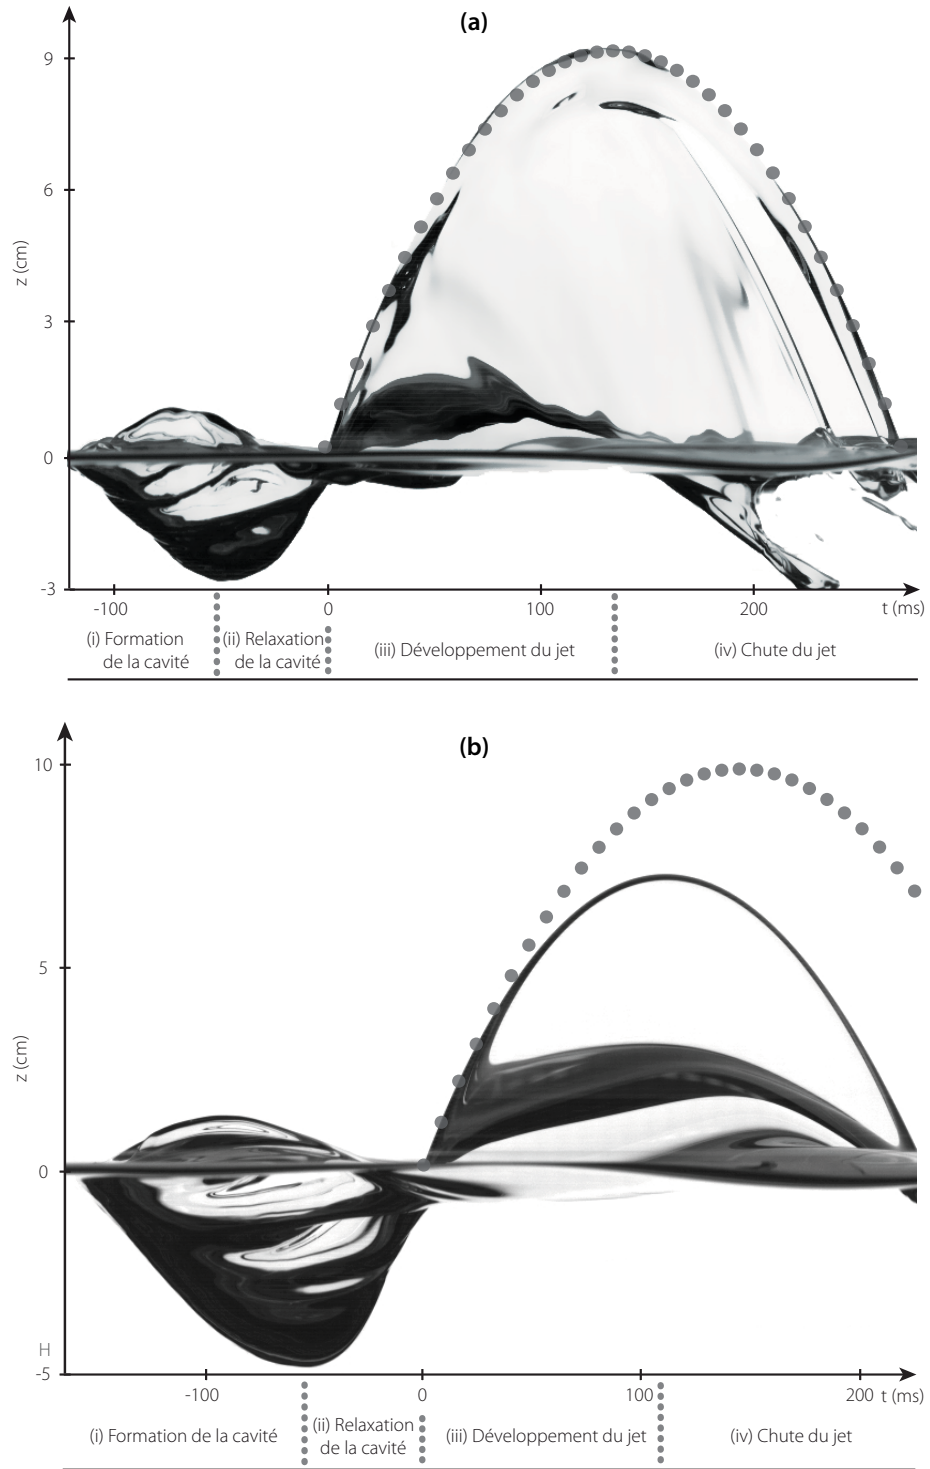 (a)
9
6
z (cm)
3
0
-3
-100
0
100
200
t (ms)
(i) Formation
de la cavité
(ii) Relaxation
de la cavité
(iii) Développement du jet
(iv) Chute du jet
(b)
10
5
z (cm)
0
H
-5
-100
0
100
200
t (ms)
(i) Formation de la cavité
(ii) Relaxation
de la cavité
(iii) Développement du jet
(iv) Chute du jet